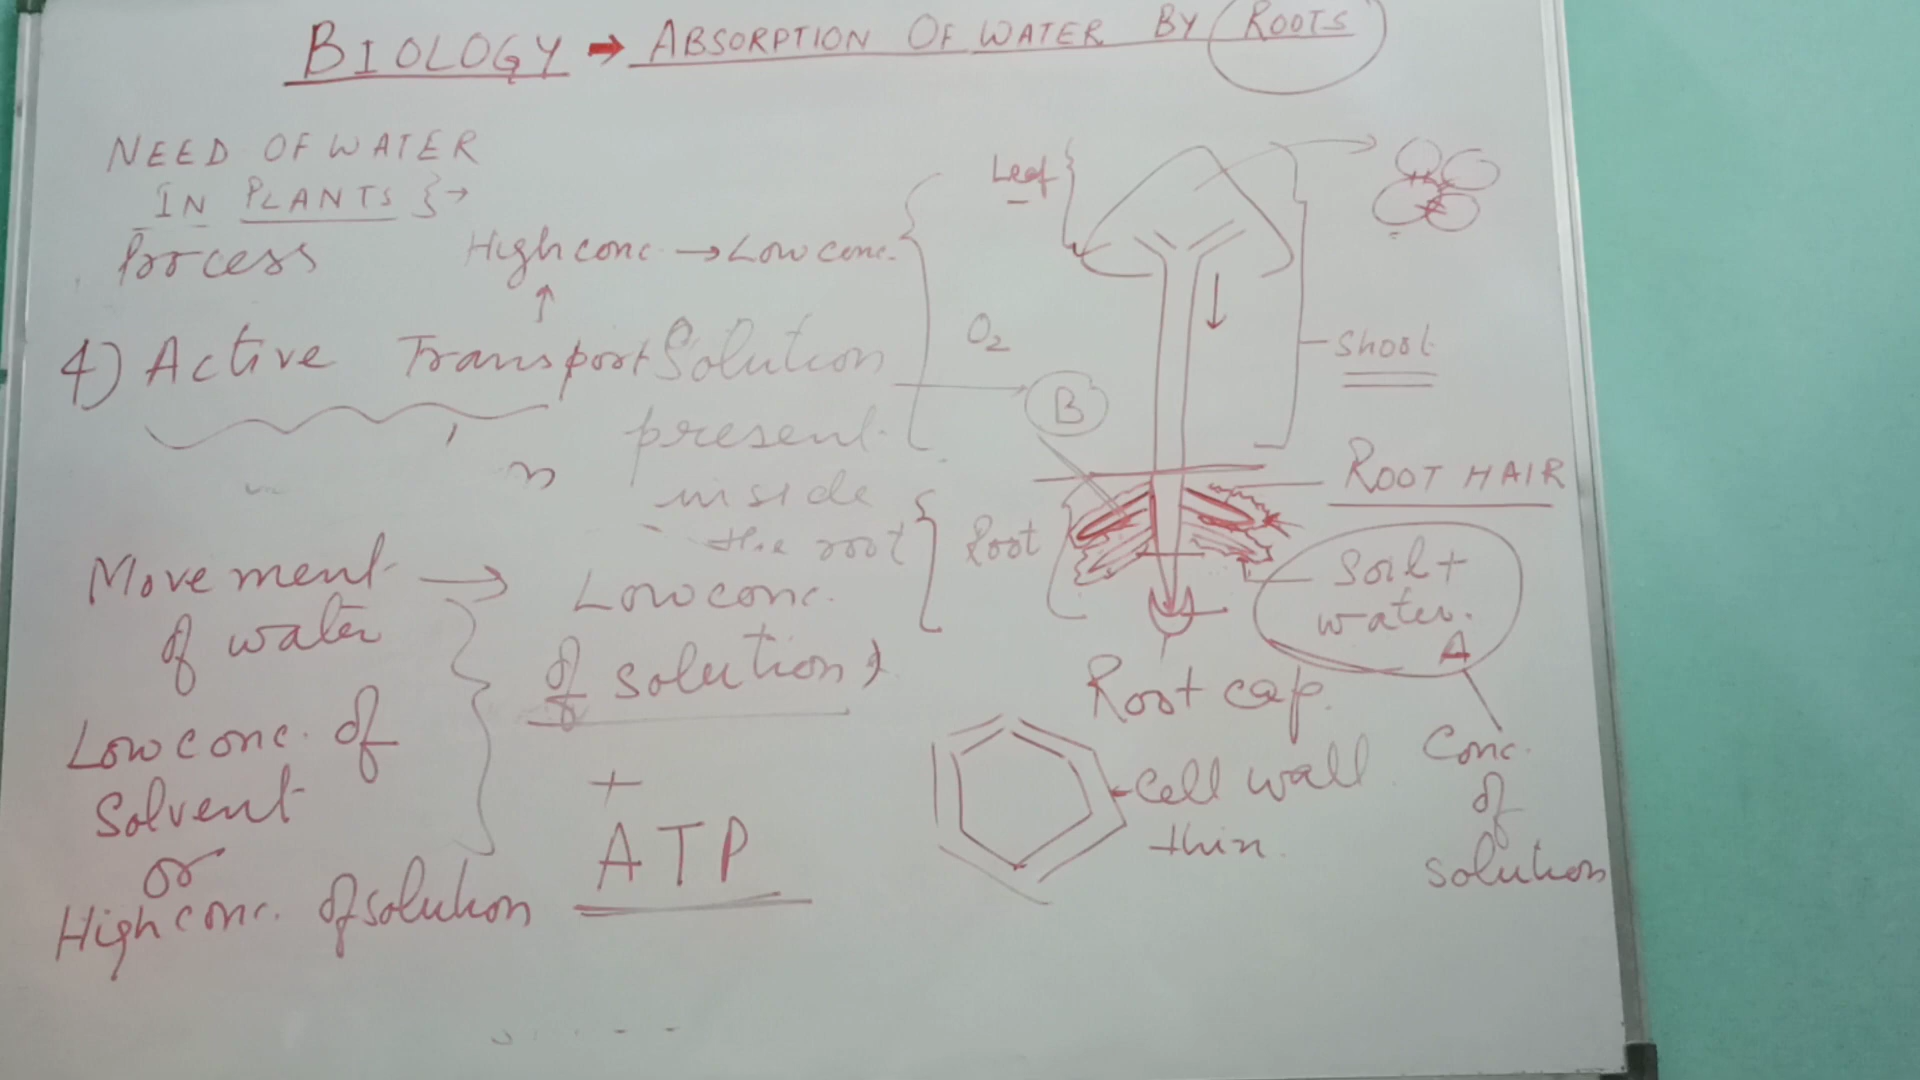 BIOLOGY → ABSORPTION OF WATER BY ROOTS
NEED OF WATER
IN PLANTS } →
Process
High conc → Low conc.
4) Active Transport
Solution
present
inside
the root
Movement →
of water
Low conc. of
Solvent
or
High conc. of solution
Low conc.
of solution
+
ATP
Leaf
O2
B
Shoot
ROOT HAIR
Root
Soil +
water.
A
Root cap.
Cell wall
thin.
Conc.
of
solution